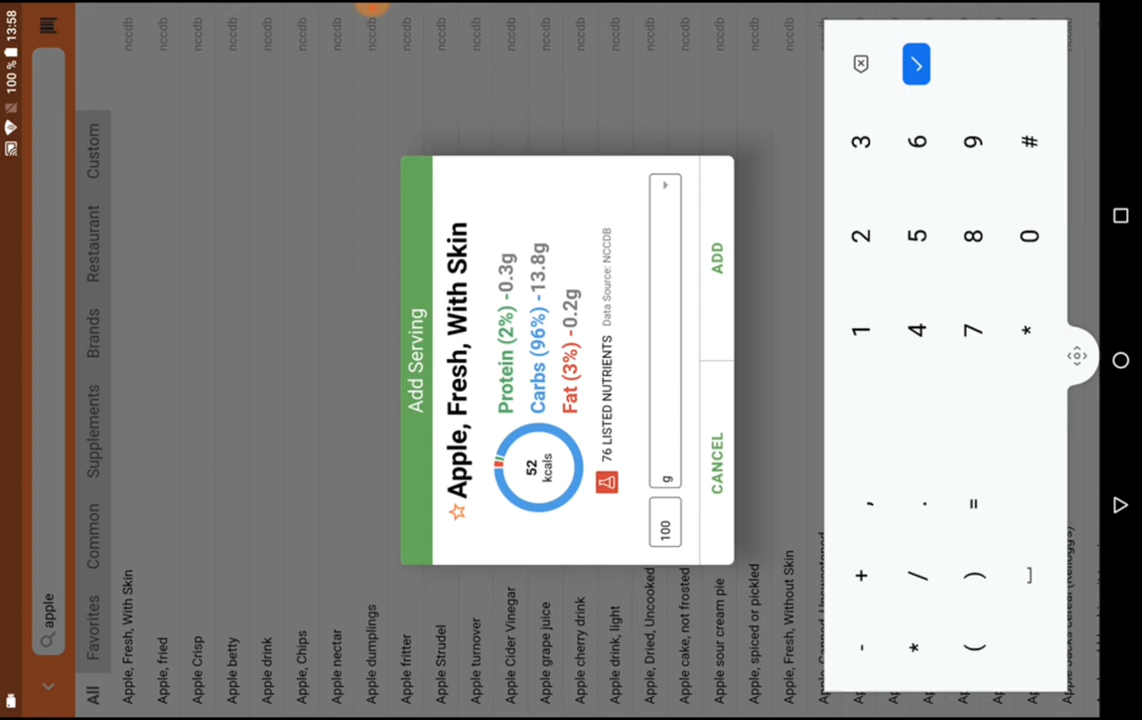 100 % 13:58
apple
All Favorites Common Supplements Brands Restaurant Custom
Apple, Fresh, With Skin nccdb
Apple, fried nccdb
Apple Crisp nccdb
Apple betty nccdb
Apple drink nccdb
Apple, Chips nccdb
Apple nectar nccdb
Apple dumplings nccdb
Apple fritter nccdb
Apple Strudel nccdb
Apple turnover nccdb
Apple Cider Vinegar nccdb
Apple grape juice nccdb
Apple cherry drink nccdb
Apple drink, light nccdb
Apple, Dried, Uncooked nccdb
Apple cake, not frosted nccdb
Apple sour cream pie nccdb
Apple, spiced or pickled nccdb
Apple, Fresh, Without Skin nccdb
Add Serving
Apple, Fresh, With Skin
52
kcals
Protein (2%) -0.3g
Carbs (96%) -13.8g
Fat (3%) -0.2g
76 LISTED NUTRIENTS Data Source: NCCDB
100 g
CANCEL ADD
- + , 1 2 3
* / . 4 5 6
( ) = 7 8 9
* 0 #